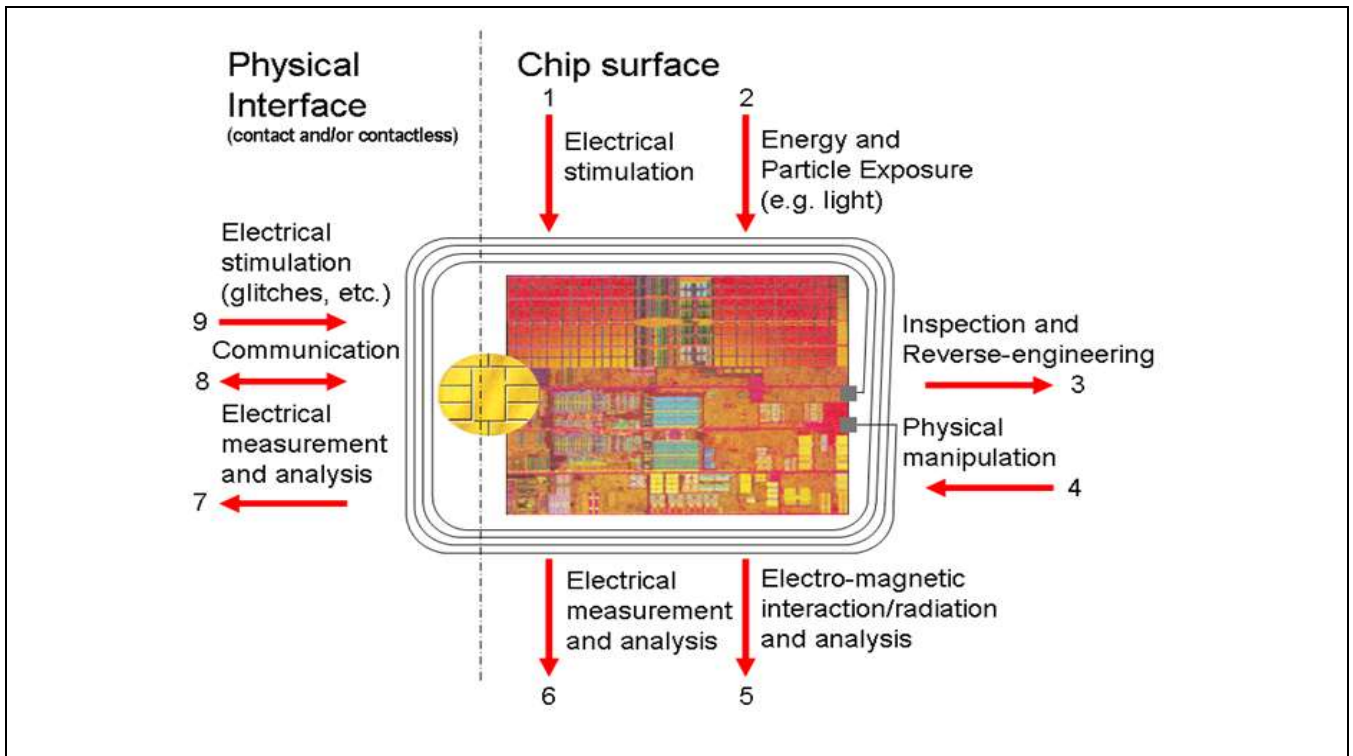 Physical
Interface
(contact and/or contactless)
Chip surface
1
2
Electrical
stimulation
Energy and
Particle Exposure
(e.g. light)
Electrical
stimulation
(glitches, etc.)
9
Communication
8
Electrical
measurement
and analysis
7
Inspection and
Reverse-engineering
3
Physical
manipulation
4
Electrical
measurement
and analysis
6
Electro-magnetic
interaction/radiation
and analysis
5